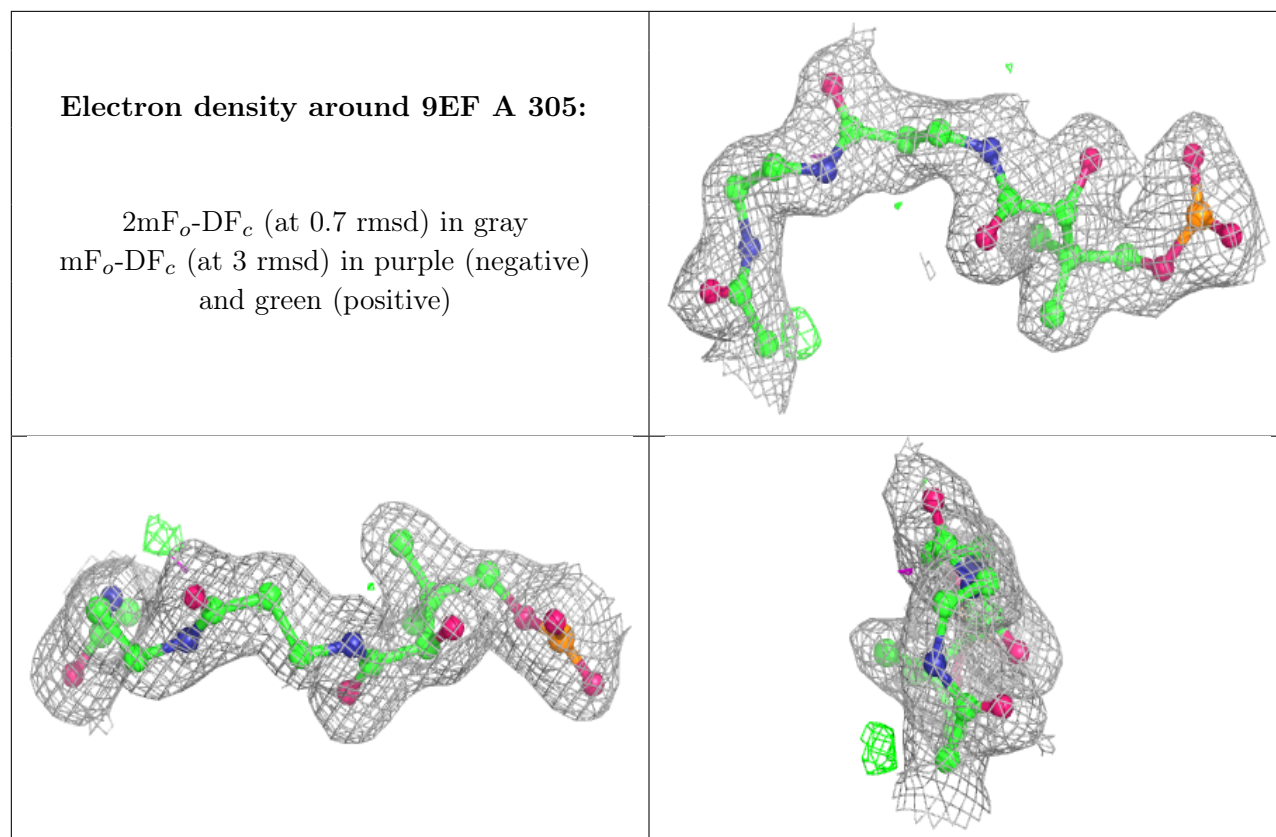 Electron density around 9EF A 305:
2mFₒ-DF𝒸 (at 0.7 rmsd) in gray
mFₒ-DF𝒸 (at 3 rmsd) in purple (negative)
and green (positive)